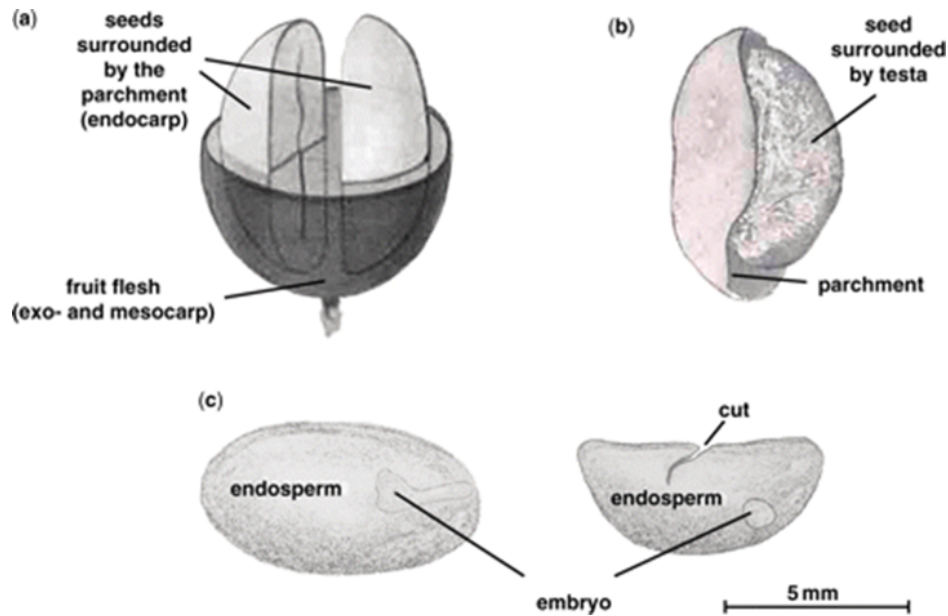 (a)
seeds
surrounded
by the
parchment
(endocarp)
fruit flesh
(exo- and mesocarp)
(b)
seed
surrounded
by testa
parchment
(c)
endosperm
cut
endosperm
embryo
5 mm